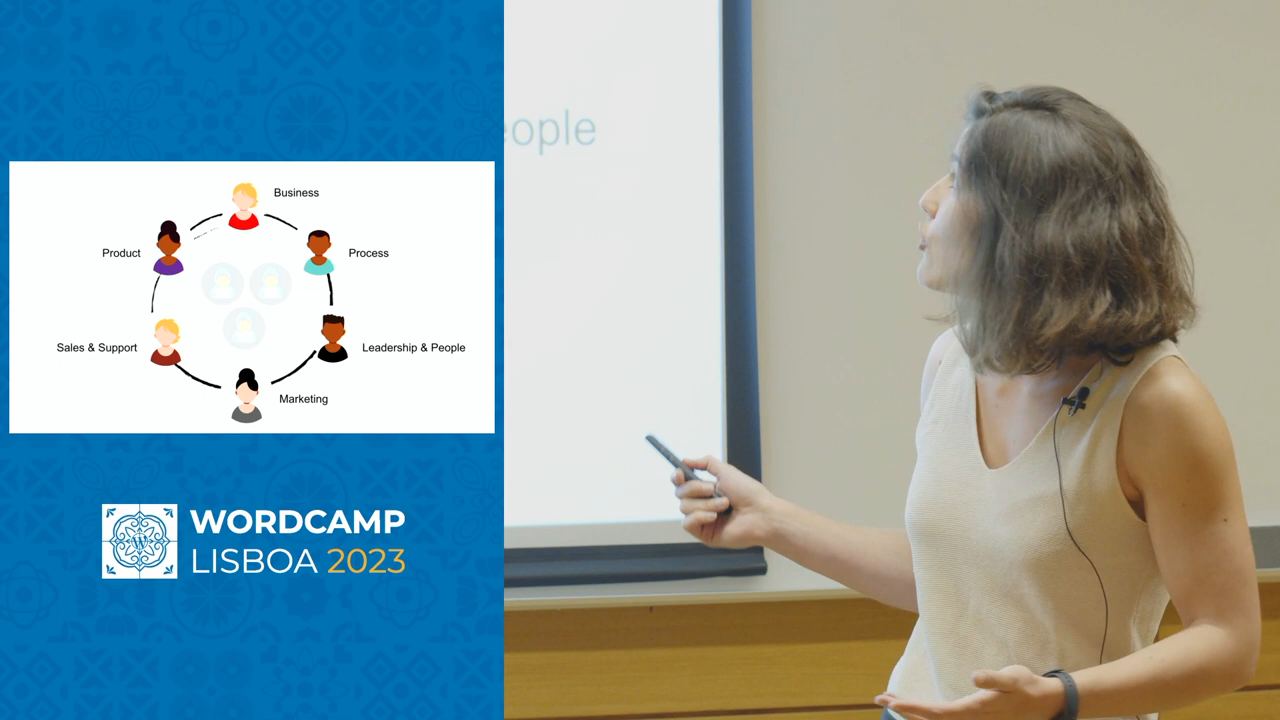 Business
Product
Process
Sales & Support
Leadership & People
Marketing
WORDCAMP
LISBOA 2023
eople